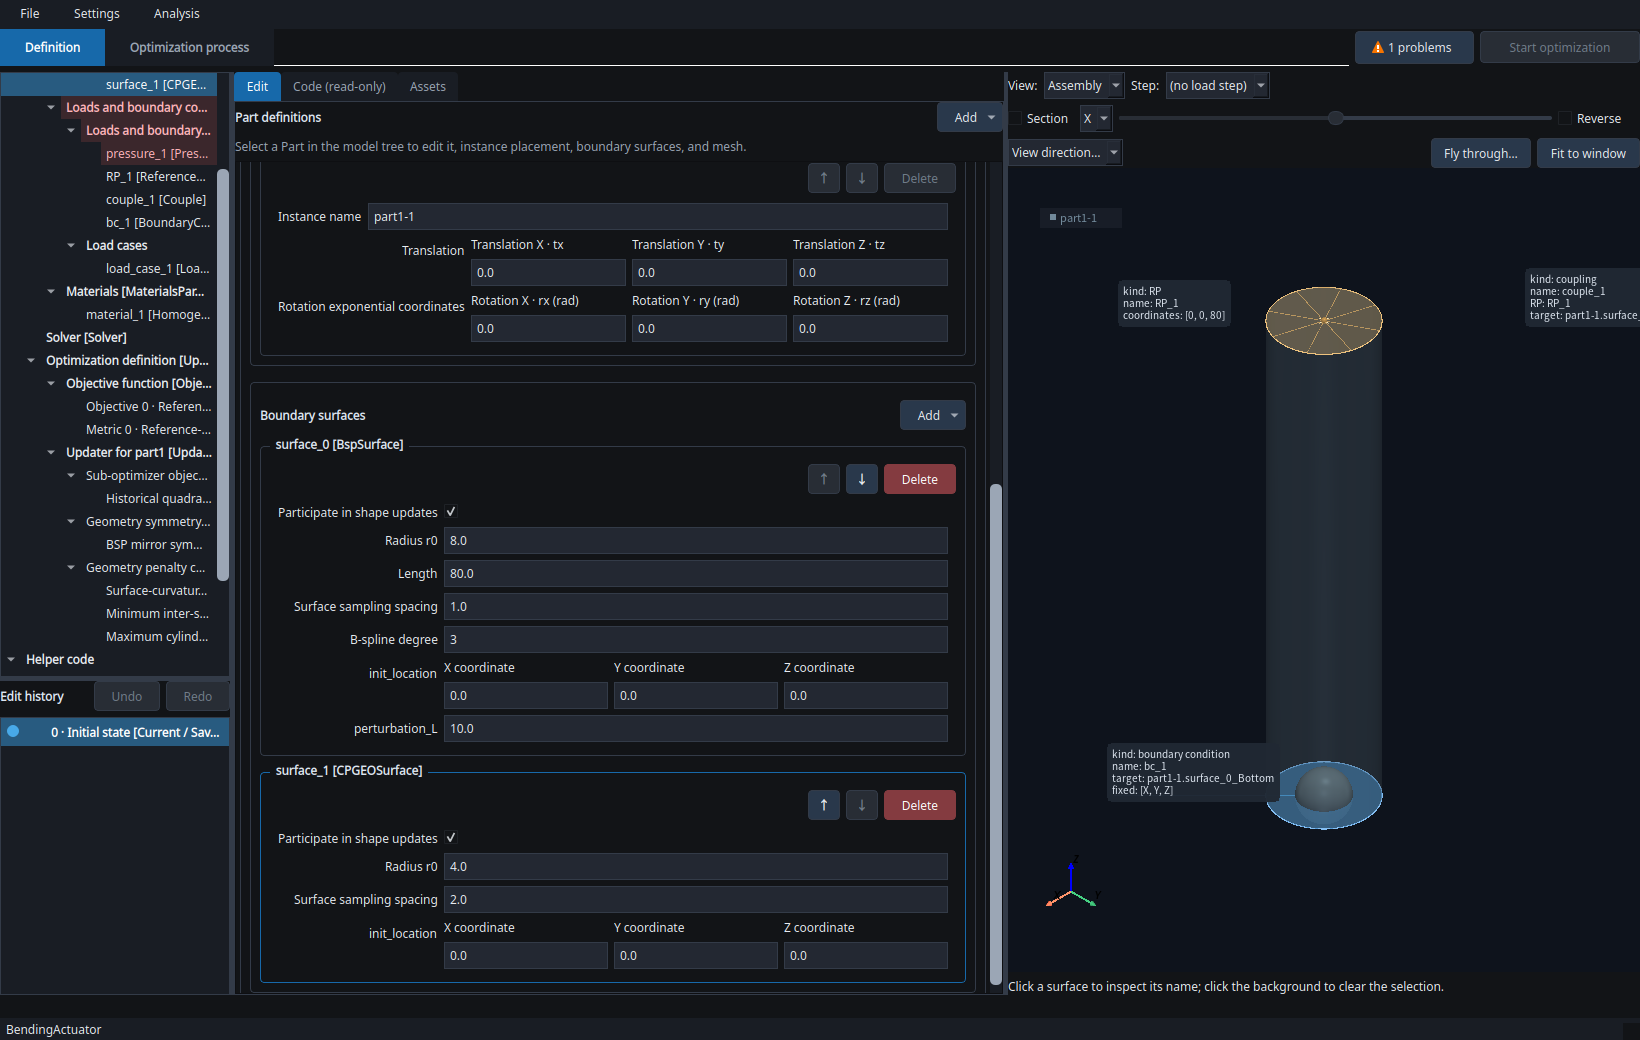 File
Settings
Analysis
Definition
Optimization process
1 problems
Start optimization
surface_1 [CPGE...
Loads and boundary co...
Loads and boundary...
pressure_1 [Pres...
RP_1 [Reference...
couple_1 [Couple]
bc_1 [BoundaryC...
Load cases
load_case_1 [Loa...
Materials [MaterialsPar...
material_1 [Homoge...
Solver [Solver]
Optimization definition [Up...
Objective function [Obje...
Objective 0 · Referen...
Metric 0 · Reference-...
Updater for part1 [Upda...
Sub-optimizer objec...
Historical quadra...
Geometry symmetry...
BSP mirror sym...
Geometry penalty c...
Surface-curvatur...
Minimum inter-s...
Maximum cylind...
Helper code
Edit history
Undo
Redo
0 · Initial state [Current / Sav...
Edit
Code (read-only)
Assets
Part definitions
Add
Select a Part in the model tree to edit it, instance placement, boundary surfaces, and mesh.
↑
↓
Delete
Instance name
part1-1
Translation
Translation X · tx
Translation Y · ty
Translation Z · tz
0.0
0.0
0.0
Rotation exponential coordinates
Rotation X · rx (rad)
Rotation Y · ry (rad)
Rotation Z · rz (rad)
0.0
0.0
0.0
Boundary surfaces
Add
surface_0 [BspSurface]
↑
↓
Delete
Participate in shape updates ✓
Radius r0
8.0
Length
80.0
Surface sampling spacing
1.0
B-spline degree
3
init_location
X coordinate
Y coordinate
Z coordinate
0.0
0.0
0.0
perturbation_L
10.0
surface_1 [CPGEOSurface]
↑
↓
Delete
Participate in shape updates ✓
Radius r0
4.0
Surface sampling spacing
2.0
init_location
X coordinate
Y coordinate
Z coordinate
0.0
0.0
0.0
View:
Assembly
Step:
(no load step)
Section
X
Reverse
View direction...
Fly through...
Fit to window
part1-1
kind: RP
name: RP_1
coordinates: [0, 0, 80]
kind: coupling
name: couple_1
RP: RP_1
target: part1-1.surface_
kind: boundary condition
name: bc_1
target: part1-1.surface_0_Bottom
fixed: [X, Y, Z]
Z
Y
Click a surface to inspect its name; click the background to clear the selection.
BendingActuator